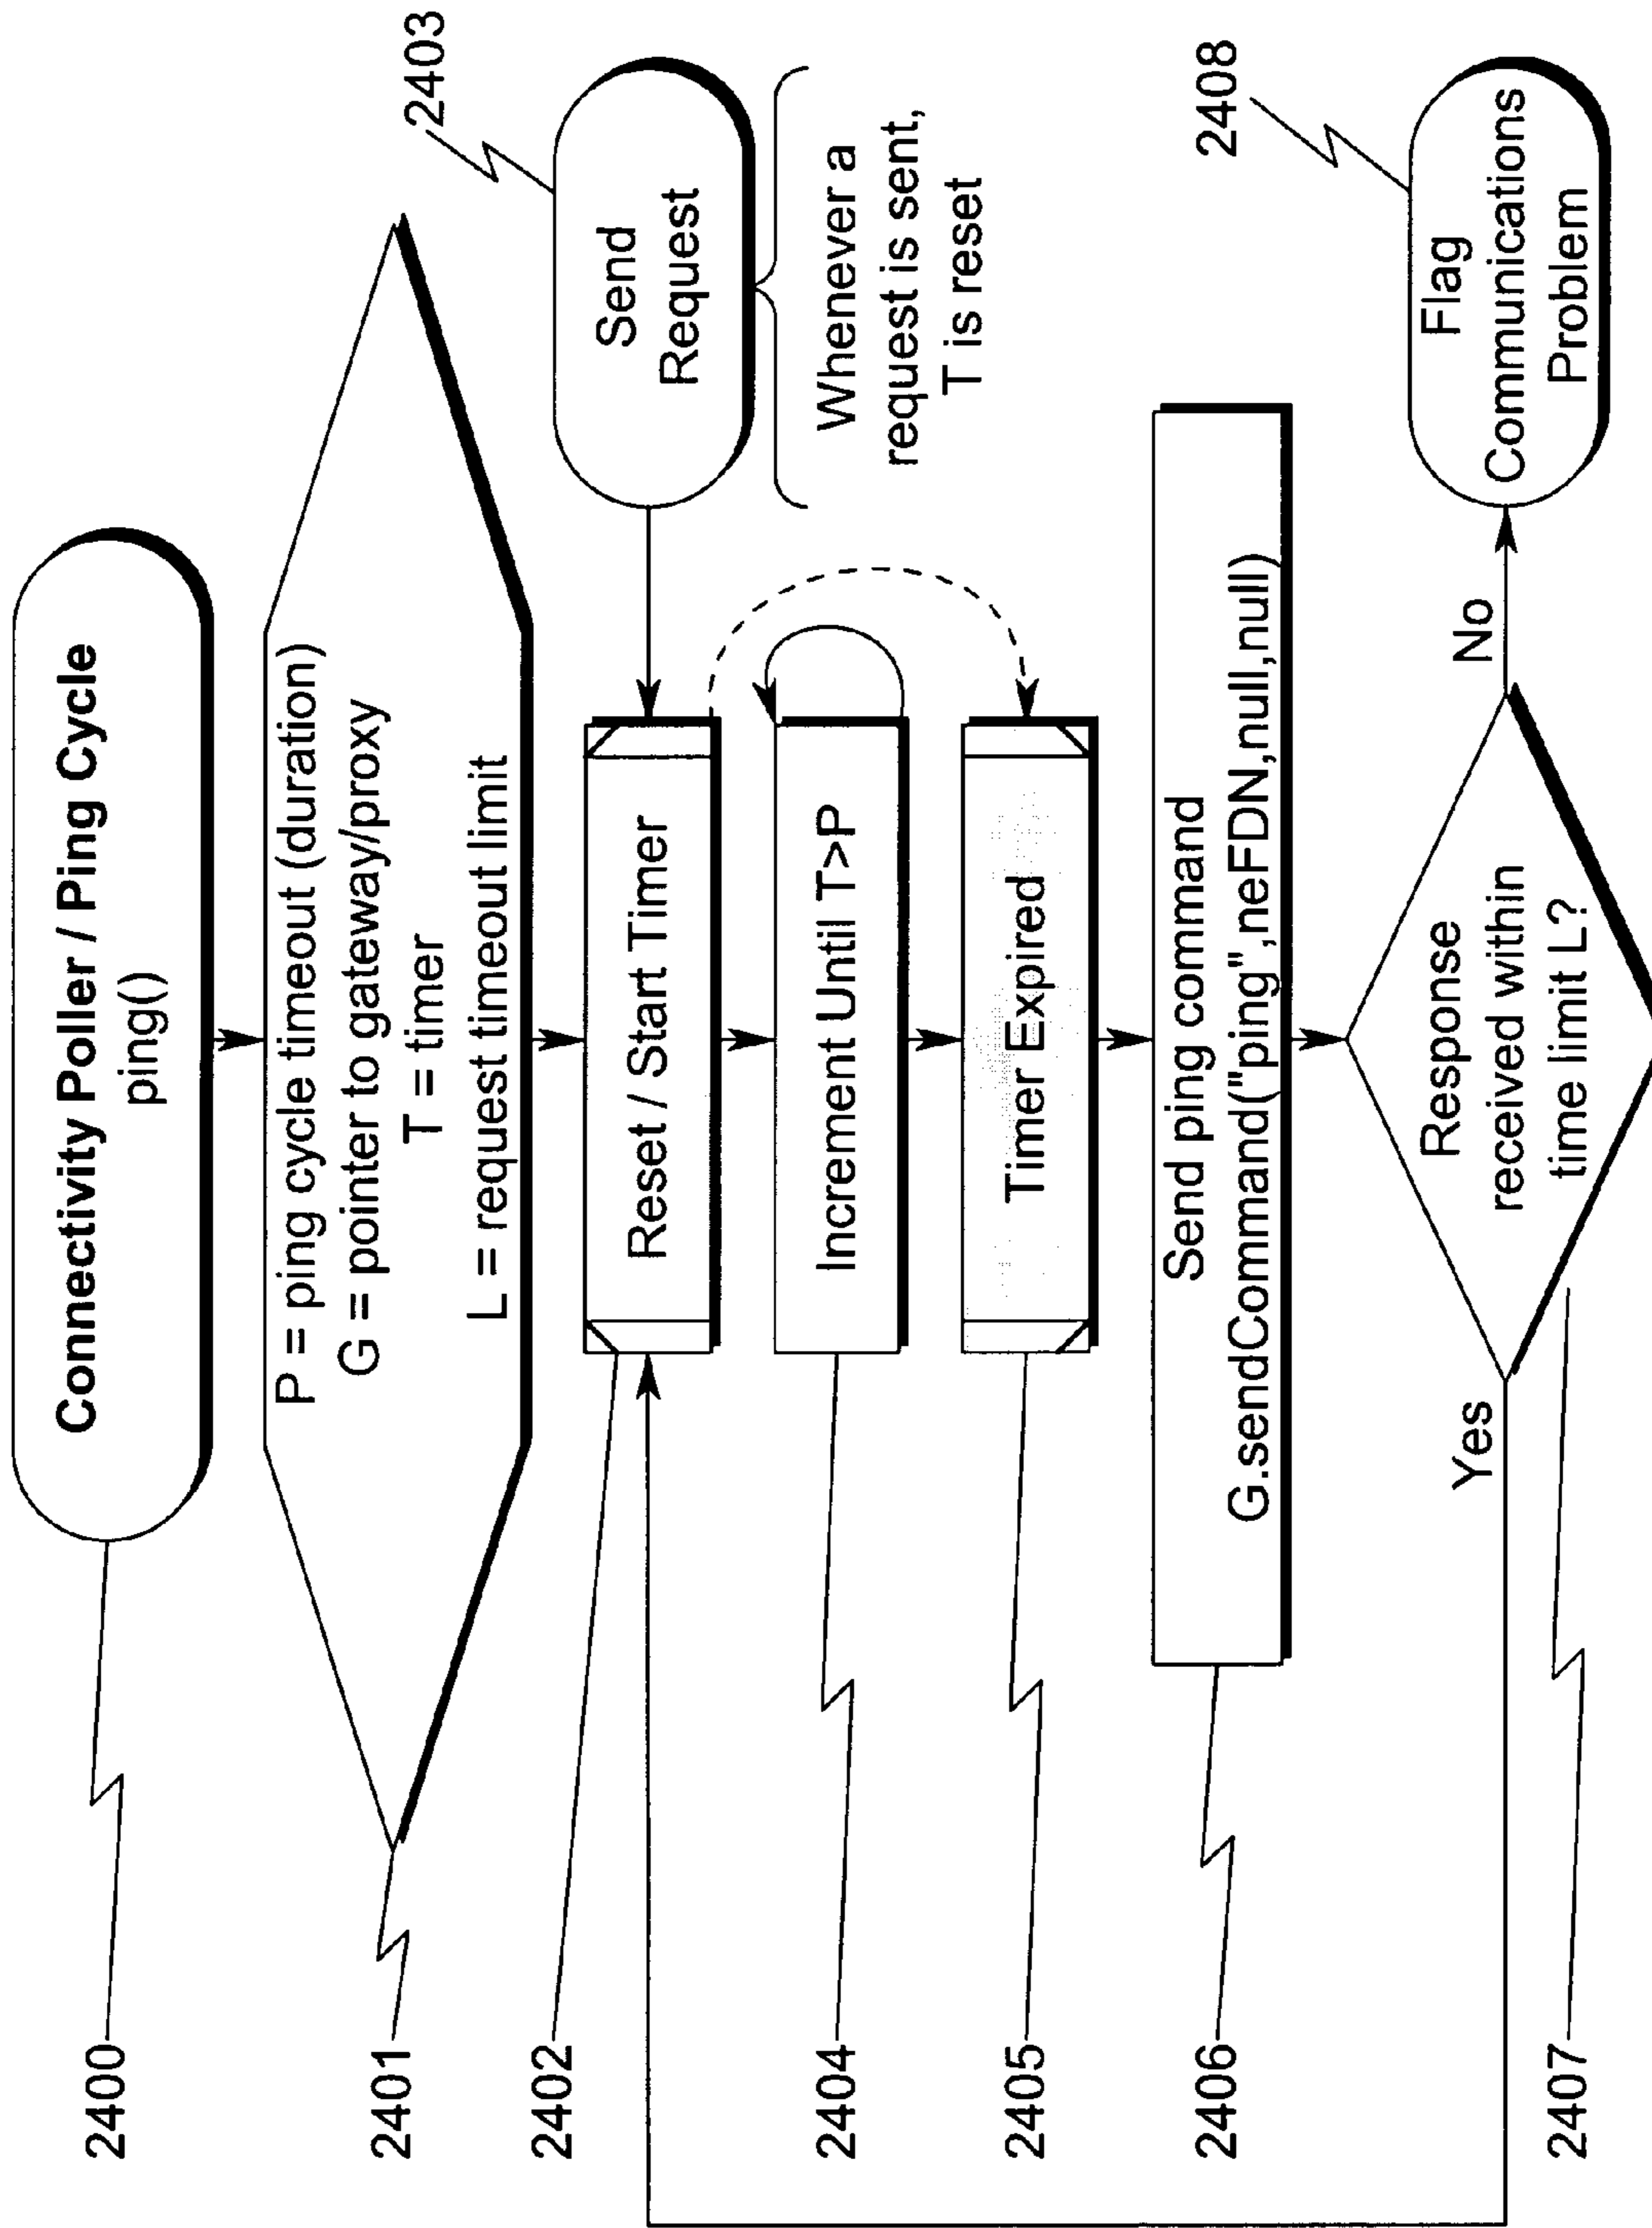 2400
Connectivity Poller / Ping Cycle
ping()
2401
P = ping cycle timeout (duration)
G = pointer to gateway/proxy
T = timer
L = request timeout limit
2402
Reset / Start Timer
2403
Send
Request
Whenever a
request is sent,
T is reset
2404
Increment Until T>P
2405
Timer Expired
2406
Send ping command
G.sendCommand("ping",neFDN,null,null)
2407
Response
received within
time limit L?
Yes
No
2408
Flag
Communications
Problem